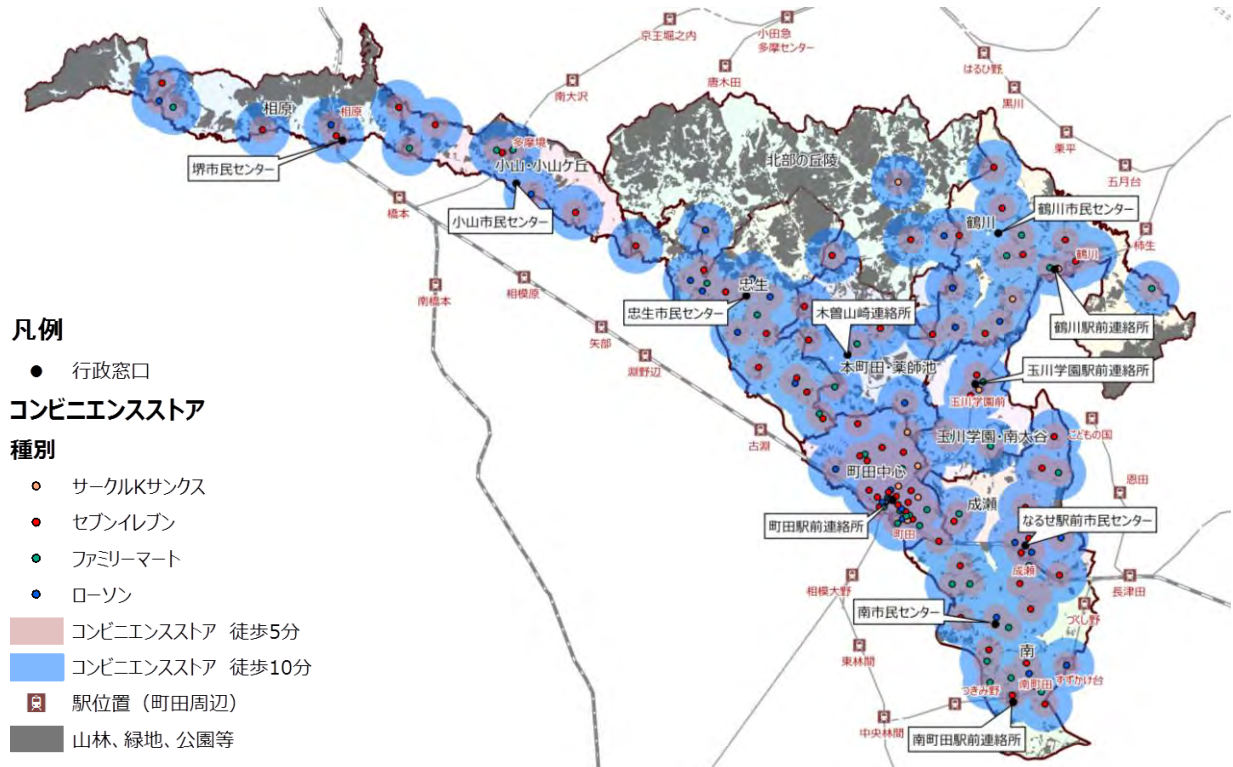 京王堀之内
小田急
多摩センター
はるひ野
唐木田
南大沢
黒川
栗平
五月台
相原
相原
多摩境
北部の丘陵
堺市民センター
小山・小山ケ丘
橋本
小山市民センター
鶴川
鶴川市民センター
柿生
鶴川
南橋本
相模原
忠生
忠生市民センター
木曽山崎連絡所
鶴川駅前連絡所
矢部
淵野辺
本町田・薬師池
玉川学園駅前連絡所
玉川学園前
古淵
玉川学園・南大谷
こどもの国
町田中心
恩田
成瀬
町田駅前連絡所
町田
なるせ駅前市民センター
成瀬
相模大野
長津田
南市民センター
つくし野
東林間
南
すずかけ台
つきみ野
南町田
中央林間
南町田駅前連絡所
凡例
行政窓口
コンビニエンスストア
種別
サークルKサンクス
セブンイレブン
ファミリーマート
ローソン
コンビニエンスストア 徒歩5分
コンビニエンスストア 徒歩10分
駅位置（町田周辺）
山林、緑地、公園等